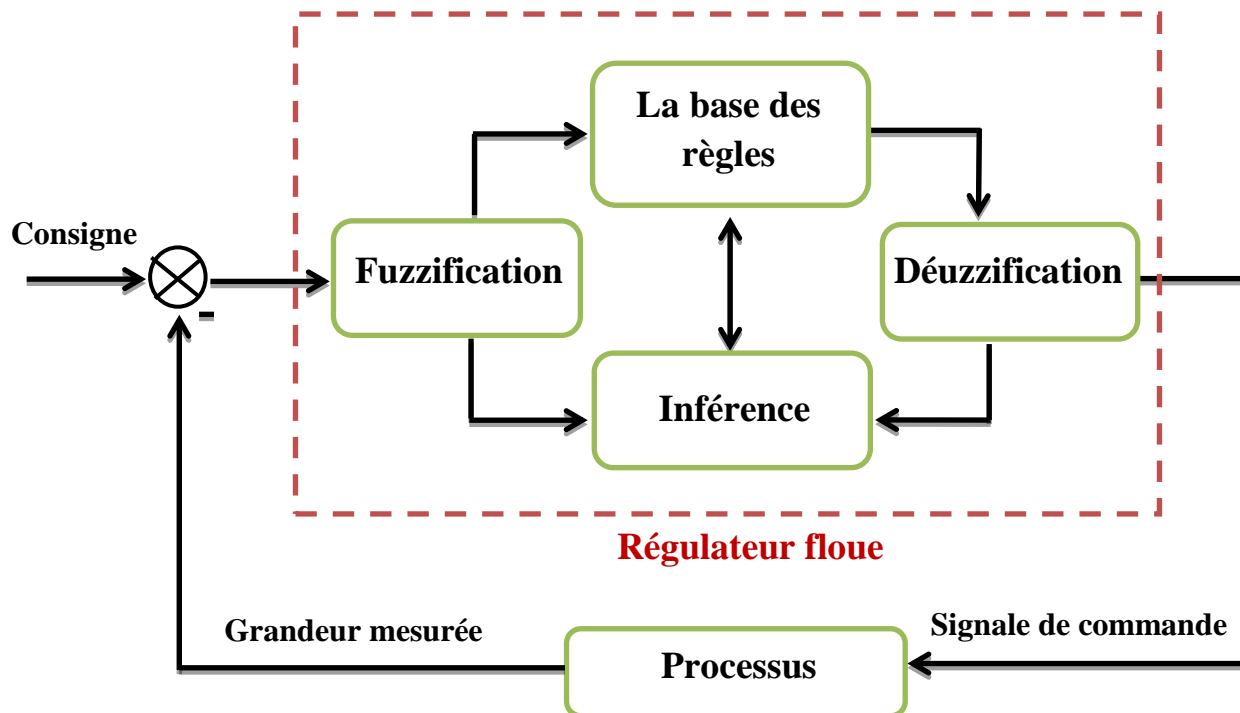 La base des
règles
Consigne
Fuzzification
Déuzzification
-
Inférence
Régulateur floue
Grandeur mesurée
Signale de commande
Processus